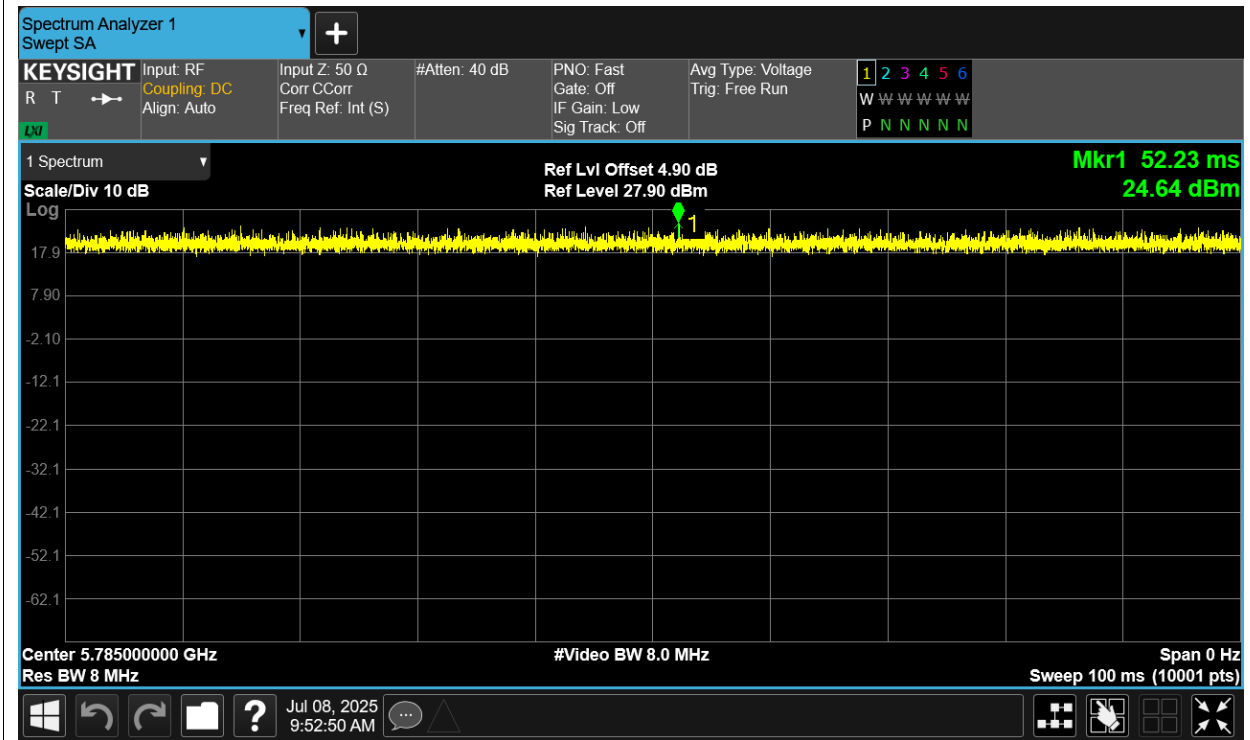 Spectrum Analyzer 1
Swept SA
KEYSIGHT
R T
LXI
Input: RF
Coupling: DC
Align: Auto
Input Z: 50 Ω
Corr CCorr
Freq Ref: Int (S)
#Atten: 40 dB
PNO: Fast
Gate: Off
IF Gain: Low
Sig Track: Off
Avg Type: Voltage
Trig: Free Run
1 2 3 4 5 6
W W W W W W
P N N N N N
1 Spectrum
Scale/Div 10 dB
Ref Lvl Offset 4.90 dB
Ref Level 27.90 dBm
Mkr1 52.23 ms
24.64 dBm
Log
1
17.9
7.90
-2.10
-12.1
-22.1
-32.1
-42.1
-52.1
-62.1
Center 5.785000000 GHz
#Video BW 8.0 MHz
Span 0 Hz
Res BW 8 MHz
Sweep 100 ms (10001 pts)
?
Jul 08, 2025
9:52:50 AM